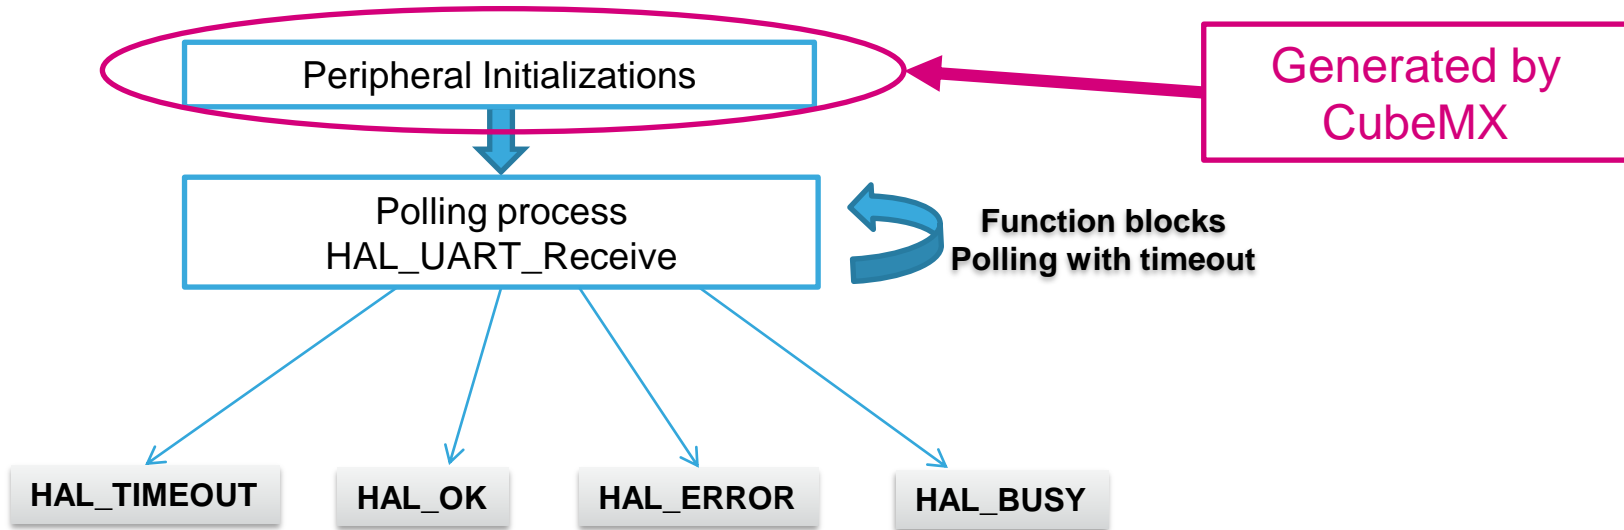 Peripheral Initializations
Generated by
CubeMX
Polling process
HAL_UART_Receive
Function blocks
Polling with timeout
HAL_TIMEOUT
HAL_OK
HAL_ERROR
HAL_BUSY